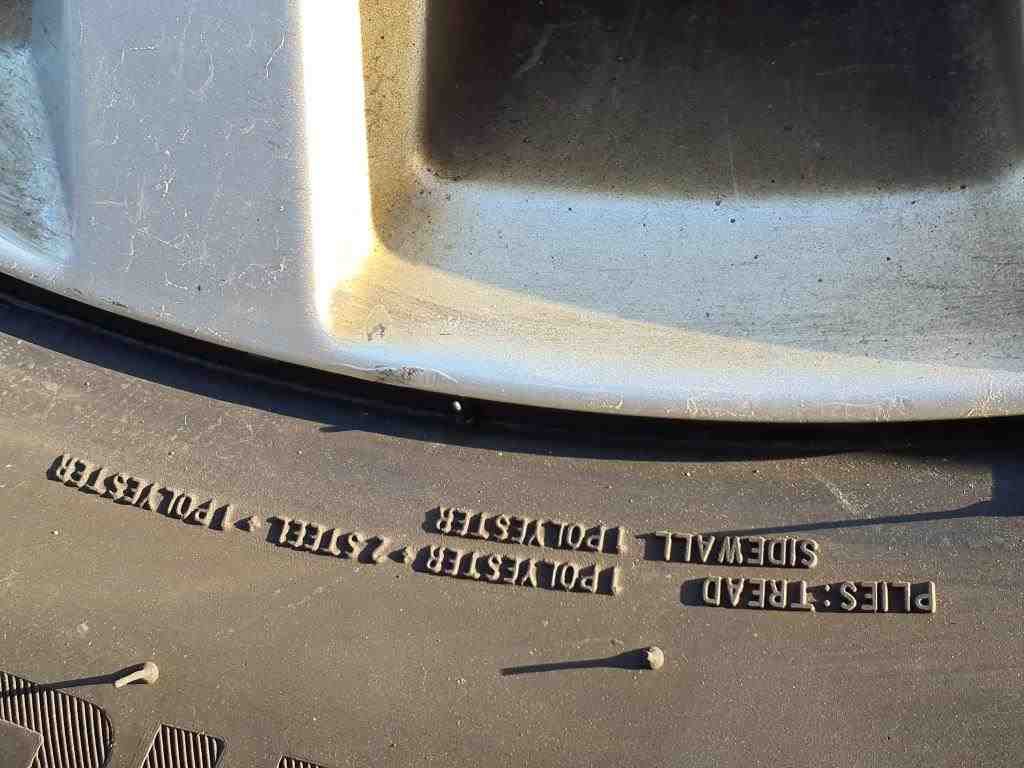 PLIES: TREAD 1 POLYESTER + 2 STEEL + 1 POLYESTER
SIDEWALL 1 POLYESTER